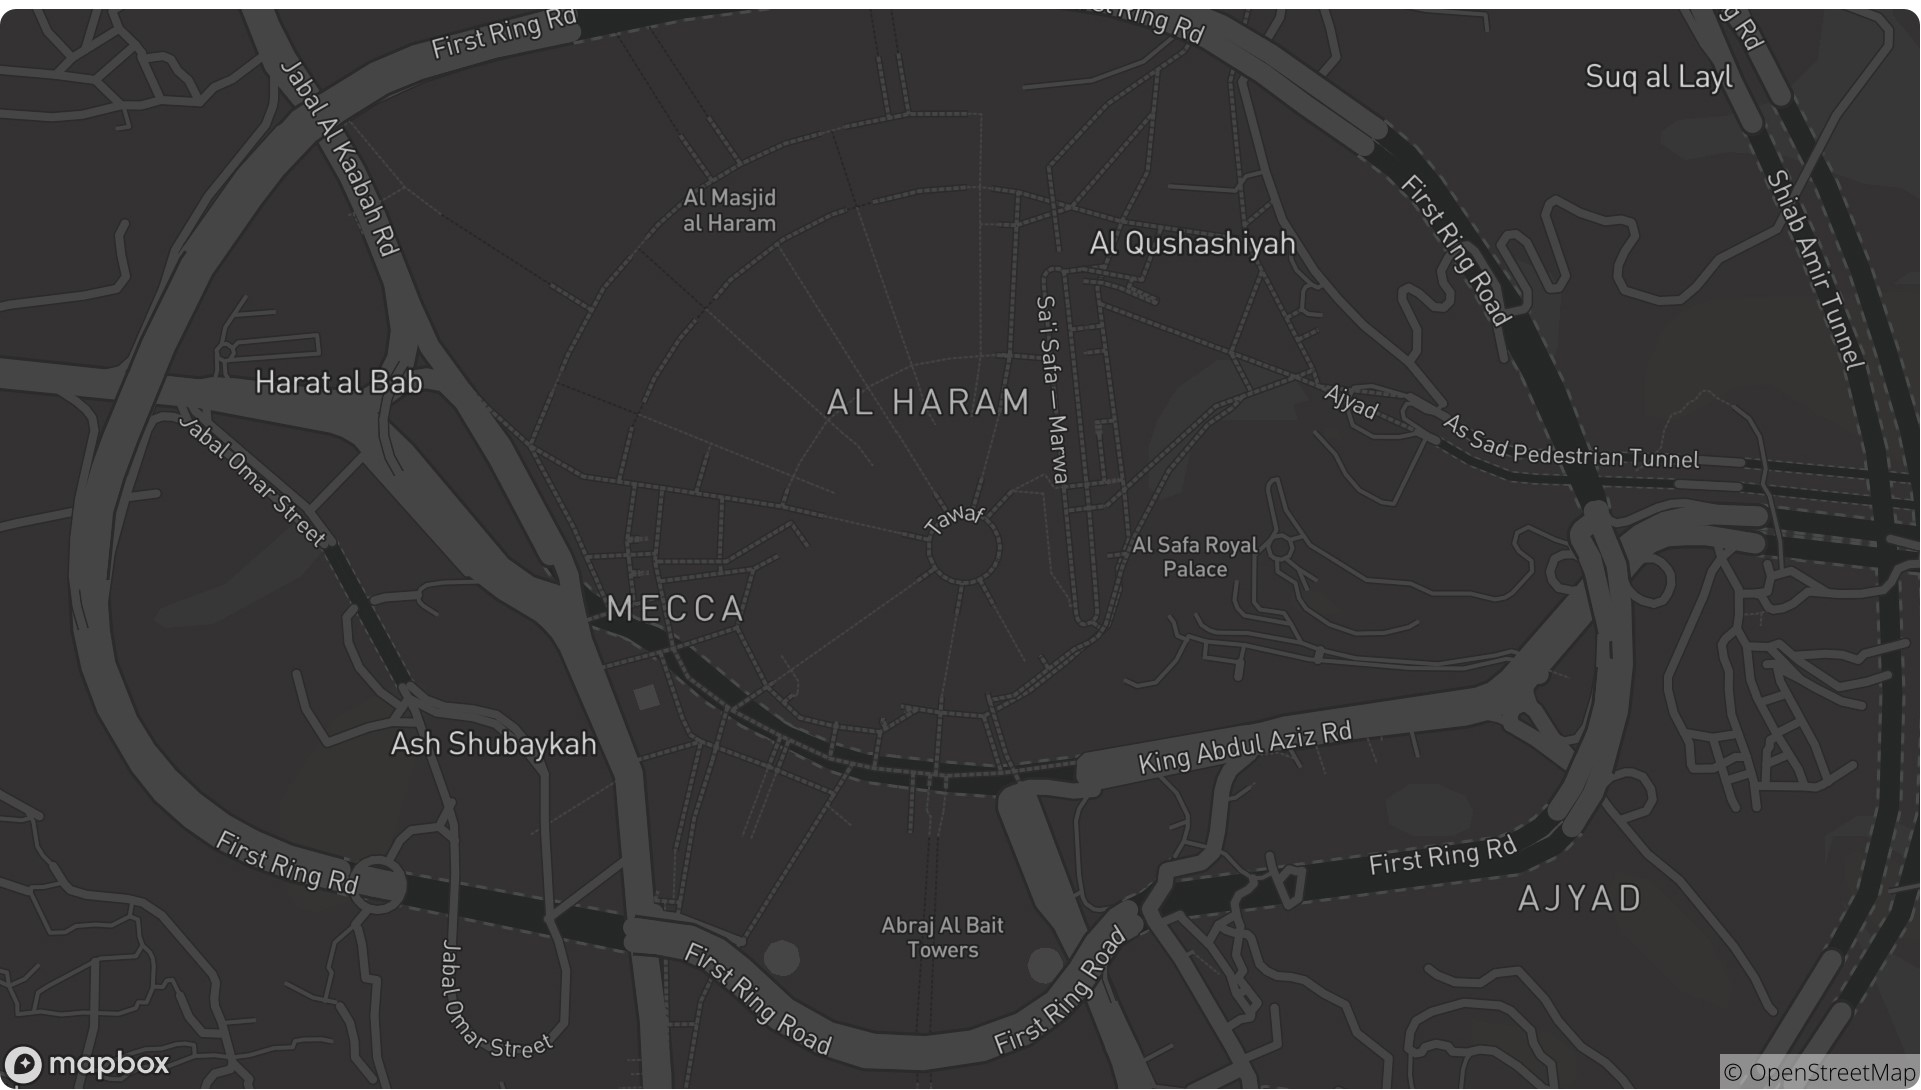 First Ring Rd
First Ring Rd
g Rd
Suq al Layl
Jabal Al Kaabah Rd
Al Masjid
al Haram
Al Qushashiyah
First Ring Road
Shiab Amir Tunnel
Sa'i Safa — Marwa
Harat al Bab
AL HARAM
Ajyad
As Sad Pedestrian Tunnel
Jabal Omar Street
Tawaf
Al Safa Royal
Palace
MECCA
Ash Shubaykah
King Abdul Aziz Rd
First Ring Rd
First Ring Rd
AJYAD
Abraj Al Bait
Towers
First Ring Road
First Ring Road
Jabal Omar Street
mapbox
© OpenStreetMap